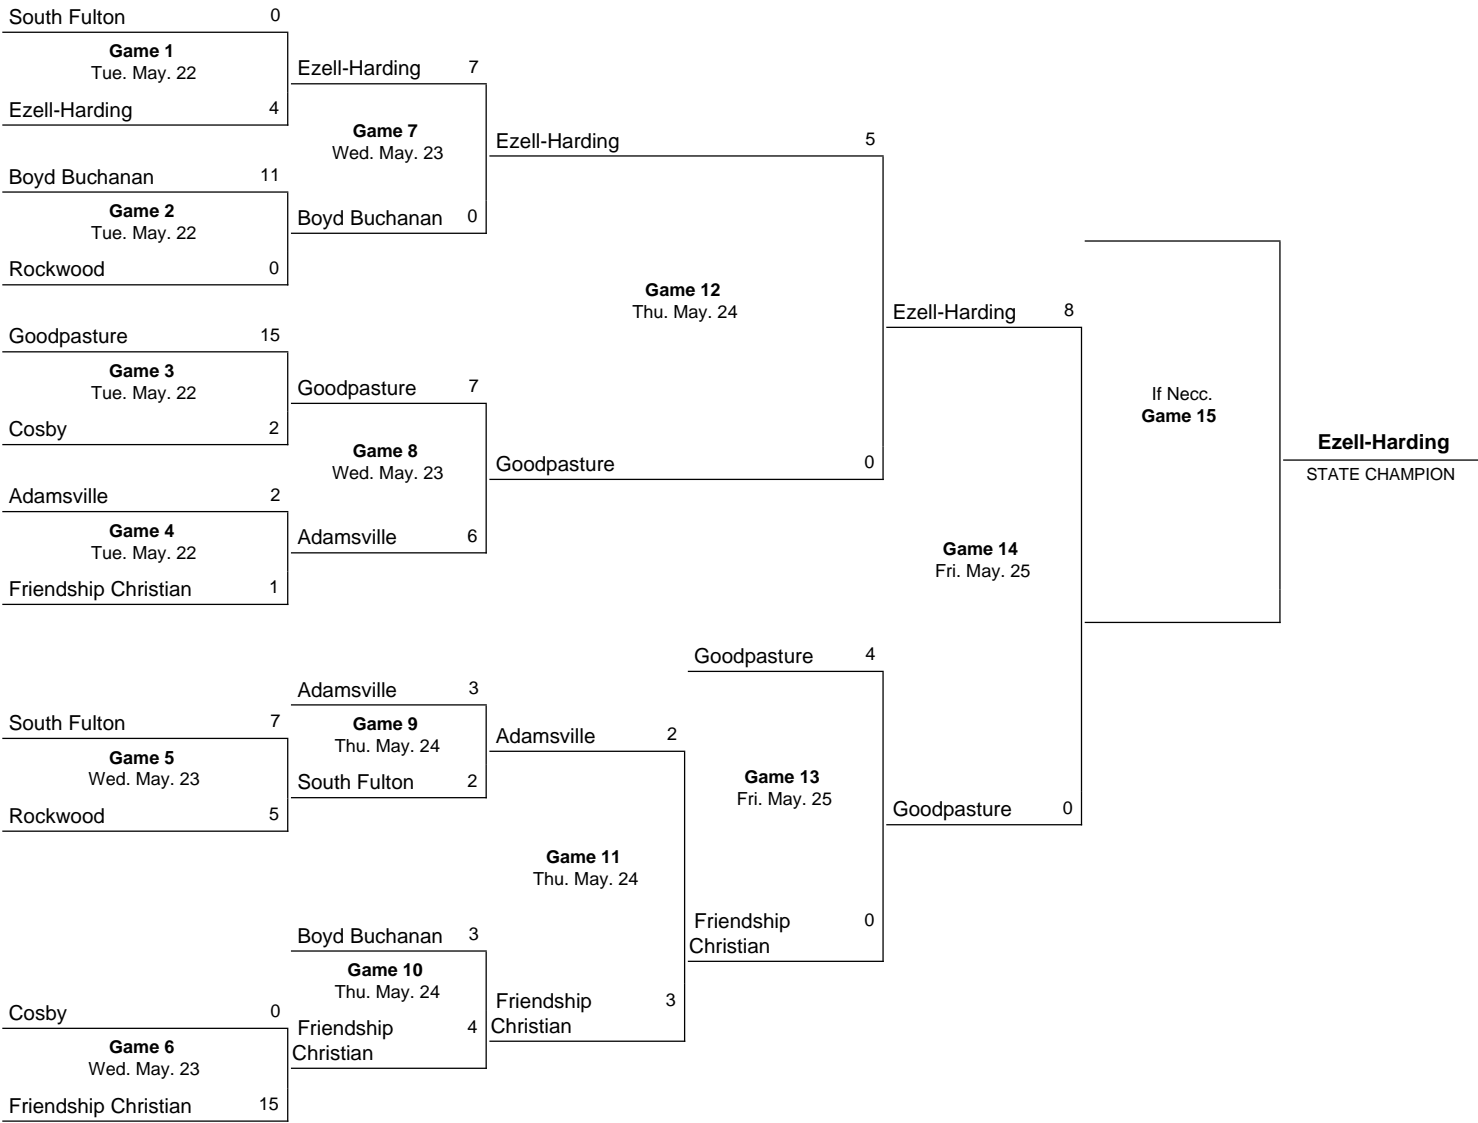 South Fulton 0
Game 1
Tue. May. 22
Ezell-Harding 4
Boyd Buchanan 11
Game 2
Tue. May. 22
Rockwood 0
Goodpasture 15
Game 3
Tue. May. 22
Cosby 2
Adamsville 2
Game 4
Tue. May. 22
Friendship Christian 1
South Fulton 7
Game 5
Wed. May. 23
Rockwood 5
Cosby 0
Game 6
Wed. May. 23
Friendship Christian 15
Ezell-Harding 7
Game 7
Wed. May. 23
Boyd Buchanan 0
Goodpasture 7
Game 8
Wed. May. 23
Adamsville 6
Adamsville 3
Game 9
Thu. May. 24
South Fulton 2
Boyd Buchanan 3
Game 10
Thu. May. 24
Friendship 4
Christian
Ezell-Harding 5
Game 12
Thu. May. 24
Goodpasture 0
Adamsville 2
Game 11
Thu. May. 24
Friendship 3
Christian
Goodpasture 4
Game 13
Fri. May. 25
Friendship 0
Christian
Ezell-Harding 8
Game 14
Fri. May. 25
Goodpasture 0
If Necc.
Game 15
Ezell-Harding
STATE CHAMPION